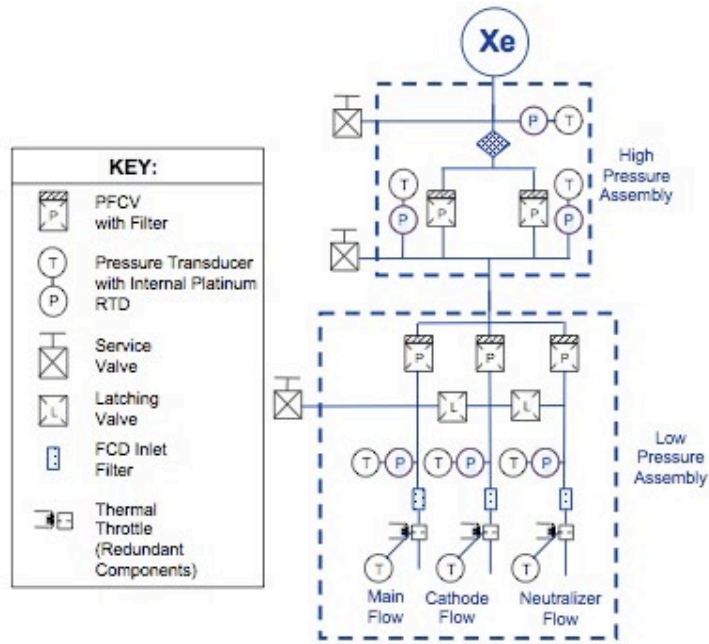 Xe
P T
High
Pressure
Assembly
T T
P P P P
KEY:
P
PFCV
with Filter
T
P
Pressure Transducer
with Internal Platinum
RTD
Service
Valve
L
Latching
Valve
FCD Inlet
Filter
Thermal
Throttle
(Redundant
Components)
P P P
L L
Low
Pressure
Assembly
T P T P T P
T T T
Main
Flow
Cathode
Flow
Neutralizer
Flow